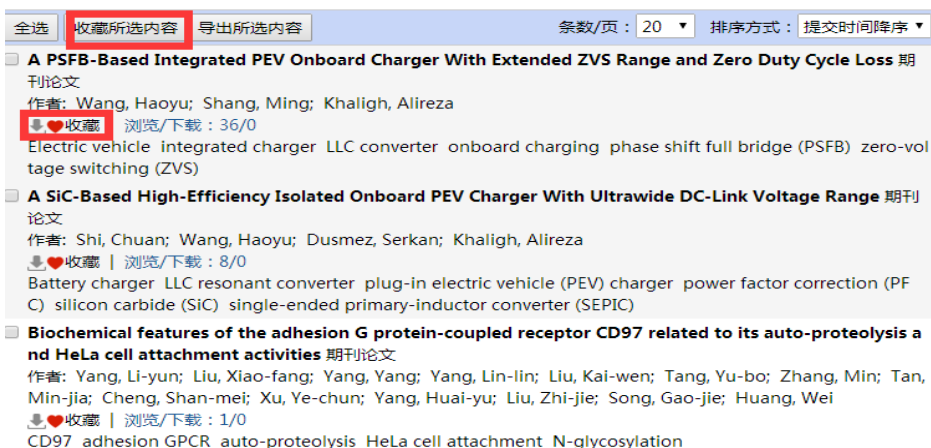 全选 收藏所选内容 导出所选内容 条数/页：20 ▼ 排序方式：提交时间降序 ▼
A PSFB-Based Integrated PEV Onboard Charger With Extended ZVS Range and Zero Duty Cycle Loss 期
刊论文
作者: Wang, Haoyu; Shang, Ming; Khaligh, Alireza
收藏 浏览/下载：36/0
Electric vehicle integrated charger LLC converter onboard charging phase shift full bridge (PSFB) zero-vol
tage switching (ZVS)
A SiC-Based High-Efficiency Isolated Onboard PEV Charger With Ultrawide DC-Link Voltage Range 期刊
论文
作者: Shi, Chuan; Wang, Haoyu; Dusmez, Serkan; Khaligh, Alireza
收藏 | 浏览/下载：8/0
Battery charger LLC resonant converter plug-in electric vehicle (PEV) charger power factor correction (PF
C) silicon carbide (SiC) single-ended primary-inductor converter (SEPIC)
Biochemical features of the adhesion G protein-coupled receptor CD97 related to its auto-proteolysis a
nd HeLa cell attachment activities 期刊论文
作者: Yang, Li-yun; Liu, Xiao-fang; Yang, Yang; Yang, Lin-lin; Liu, Kai-wen; Tang, Yu-bo; Zhang, Min; Tan,
Min-jia; Cheng, Shan-mei; Xu, Ye-chun; Yang, Huai-yu; Liu, Zhi-jie; Song, Gao-jie; Huang, Wei
收藏 | 浏览/下载：1/0
CD97 adhesion GPCR auto-proteolysis HeLa cell attachment N-glycosylation